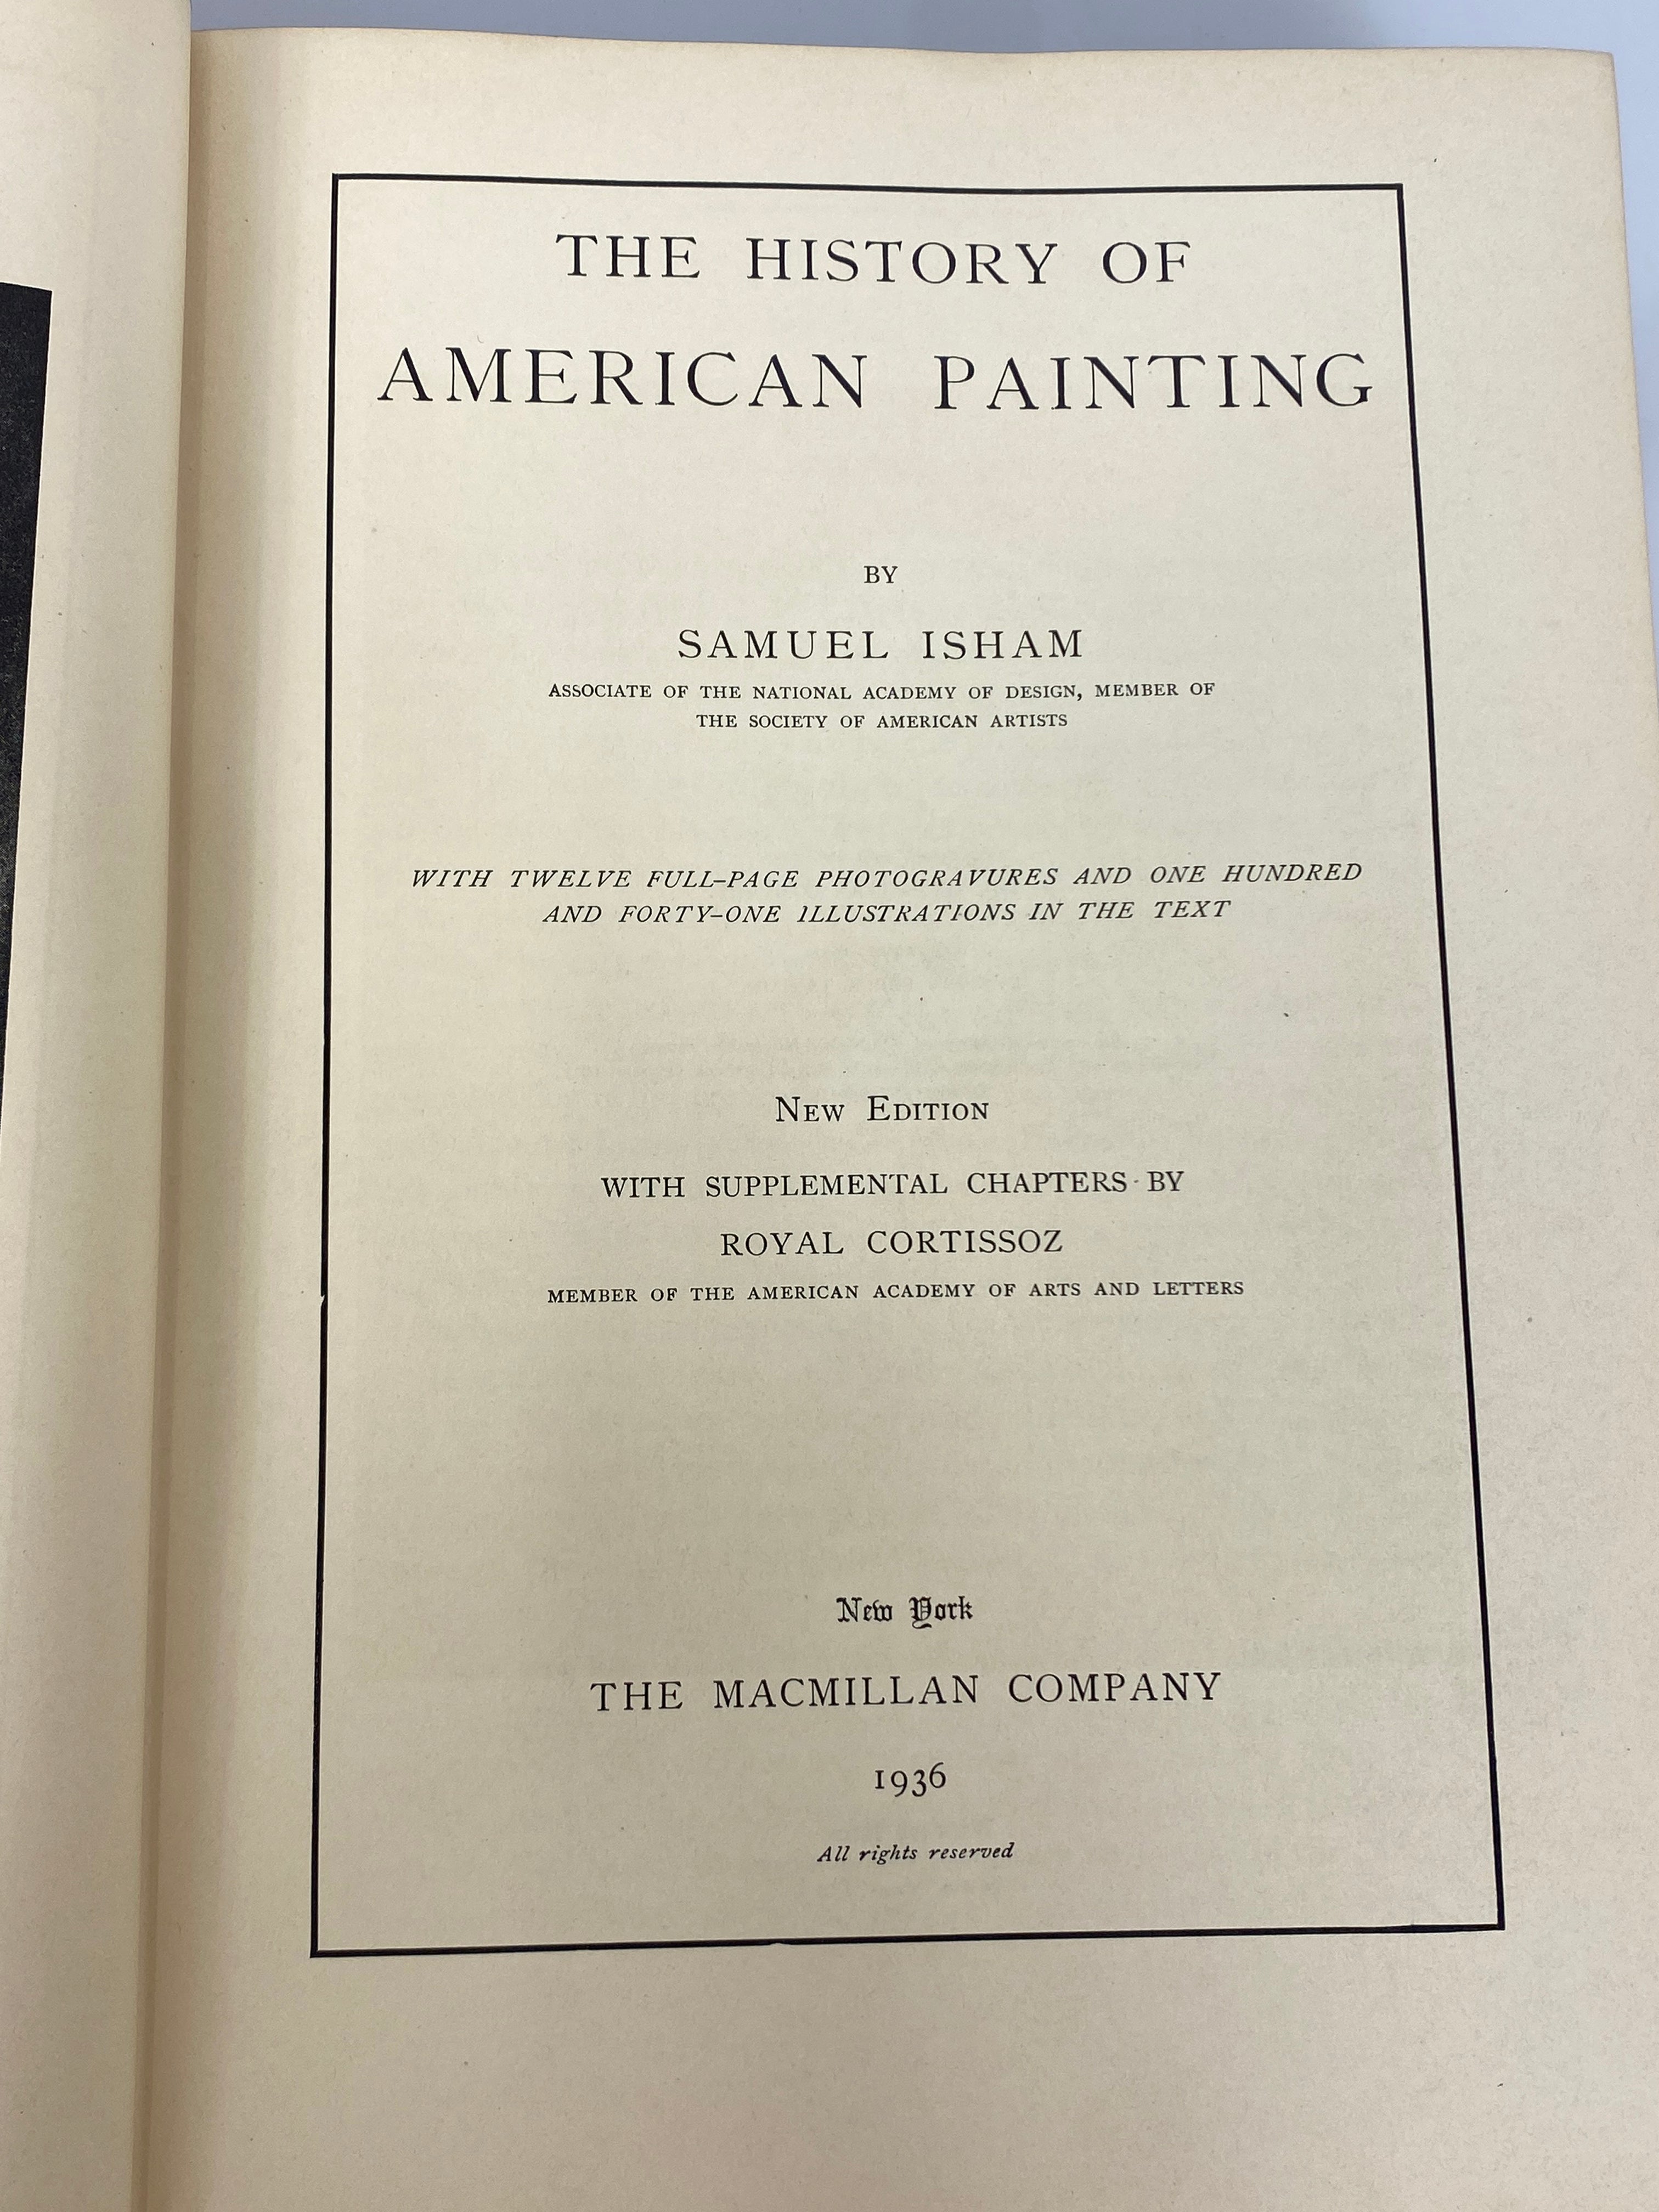 THE HISTORY OF
AMERICAN PAINTING
BY
SAMUEL ISHAM
ASSOCIATE OF THE NATIONAL ACADEMY OF DESIGN, MEMBER OF
THE SOCIETY OF AMERICAN ARTISTS
WITH TWELVE FULL-PAGE PHOTOGRAVURES AND ONE HUNDRED
AND FORTY-ONE ILLUSTRATIONS IN THE TEXT
NEW EDITION
WITH SUPPLEMENTAL CHAPTERS BY
ROYAL CORTISSOZ
MEMBER OF THE AMERICAN ACADEMY OF ARTS AND LETTERS
New York
THE MACMILLAN COMPANY
1936
All rights reserved